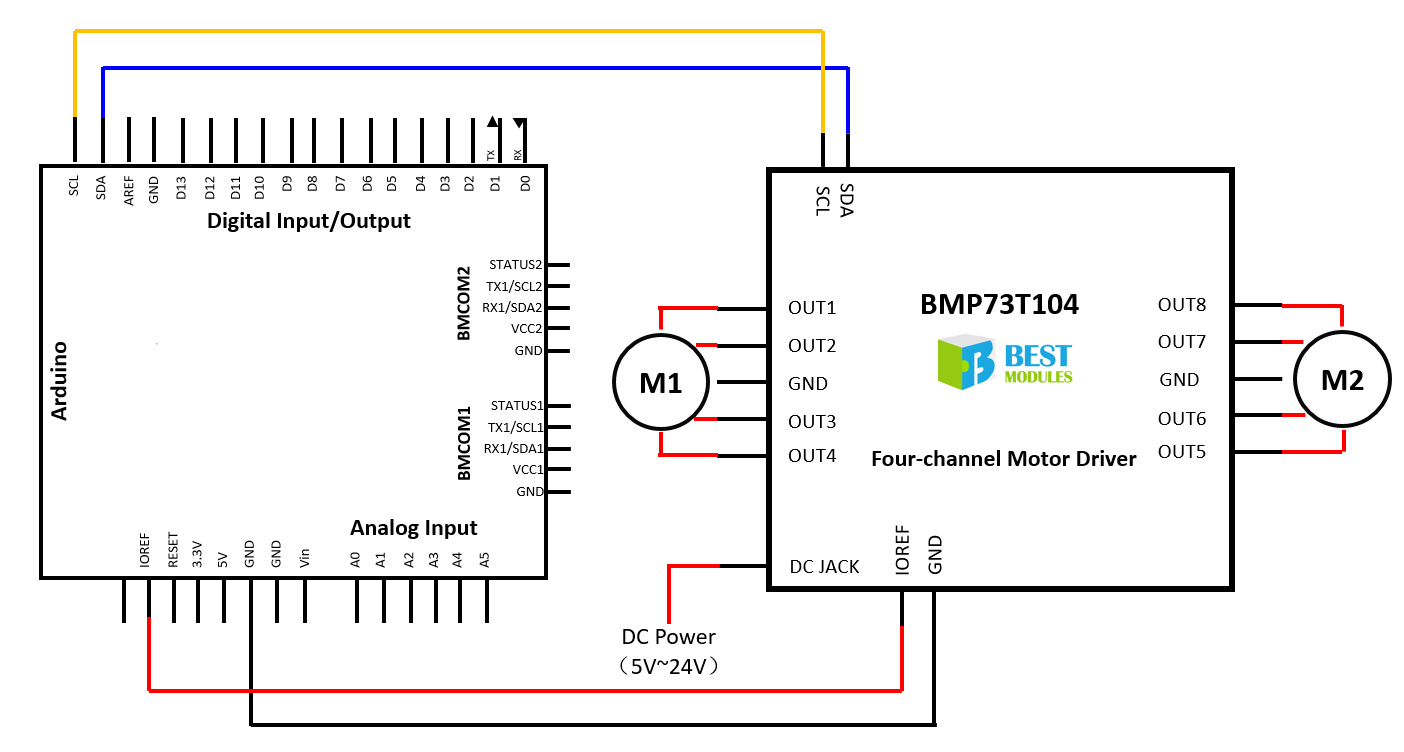 TX
RX
SCL
SDA
AREF
GND
D13
D12
D11
D10
D9
D8
D7
D6
D5
D4
D3
D2
D1
D0
Digital Input/Output
Arduino
BMCOM2
STATUS2
TX1/SCL2
RX1/SDA2
VCC2
GND
BMCOM1
STATUS1
TX1/SCL1
RX1/SDA1
VCC1
GND
Analog Input
IOREF
RESET
3.3V
5V
GND
GND
Vin
A0
A1
A2
A3
A4
A5
M1
SCL
SDA
OUT1
OUT2
GND
OUT3
OUT4
BMP73T104
BEST
MODULES
Four-channel Motor Driver
OUT8
OUT7
GND
OUT6
OUT5
M2
DC JACK
IOREF
GND
DC Power
（5V~24V）